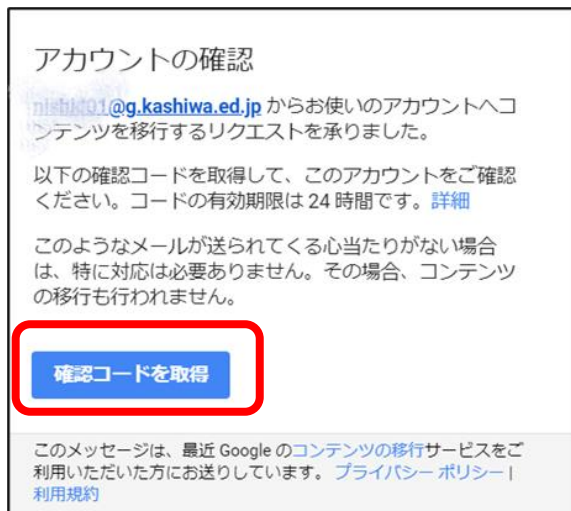 アカウントの確認
@g.kashiwa.ed.jp からお使いのアカウントへコ
ンテンツを移行するリクエストを承りました。
以下の確認コードを取得して、このアカウントをご確認
ください。コードの有効期限は 24 時間です。詳細
このようなメールが送られてくる心当たりがない場合
は、特に対応は必要ありません。その場合、コンテンツ
の移行も行われません。
確認コードを取得
このメッセージは、最近 Google のコンテンツの移行サービスをご
利用いただいた方にお送りしています。 プライバシー ポリシー |
利用規約